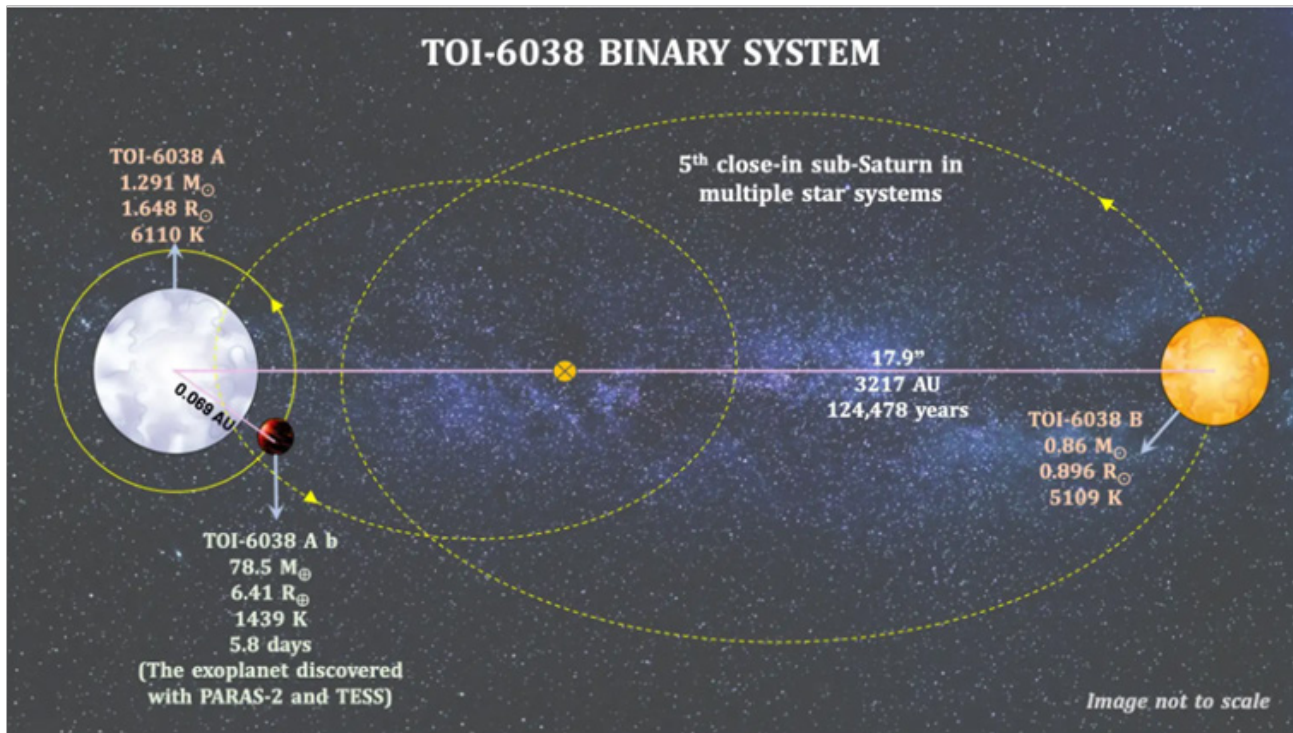 TOI-6038 BINARY SYSTEM
TOI-6038 A
1.291 M☉
1.648 R☉
6110 K
5th close-in sub-Saturn in
multiple star systems
0.069 AU
17.9”
3217 AU
124,478 years
TOI-6038 B
0.86 M☉
0.896 R☉
5109 K
TOI-6038 A b
78.5 M⊕
6.41 R⊕
1439 K
5.8 days
(The exoplanet discovered
with PARAS-2 and TESS)
Image not to scale